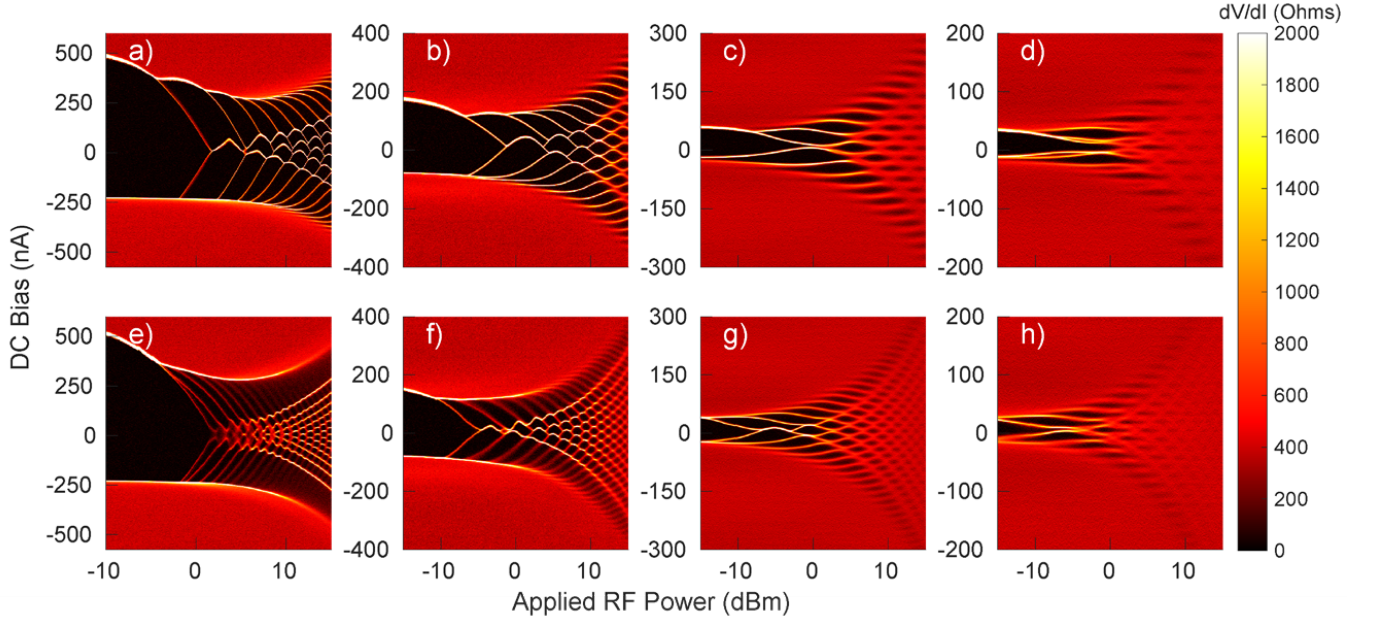 dV/dI (Ohms)
a) b) c) d)
500 400 300 200 2000
250 200 150 100 1800
0 0 0 0 1600
-250 -200 -150 -100 1400
-500 -400 -300 -200 1200
DC Bias (nA)
e) f) g) h)
500 400 300 200 1000
250 200 150 100 800
0 0 0 0 600
-250 -200 -150 -100 400
-500 -400 -300 -200 200
0
-10 0 10 0 10 0 10 -10 0 10
Applied RF Power (dBm)